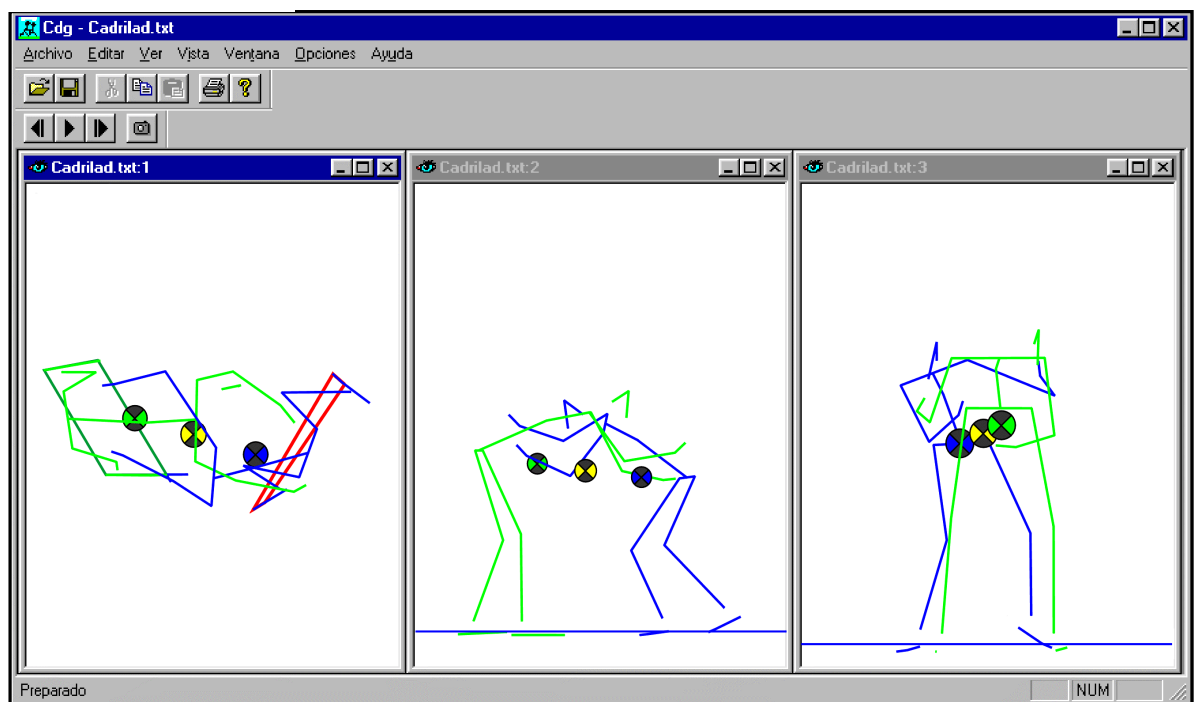 Cdg - Cadrilad.txt
Archivo Editar Ver Vista Ventana Opciones Ayuda
Cadrilad.txt:1 Cadrilad.txt:2 Cadrilad.txt:3
Preparado NUM